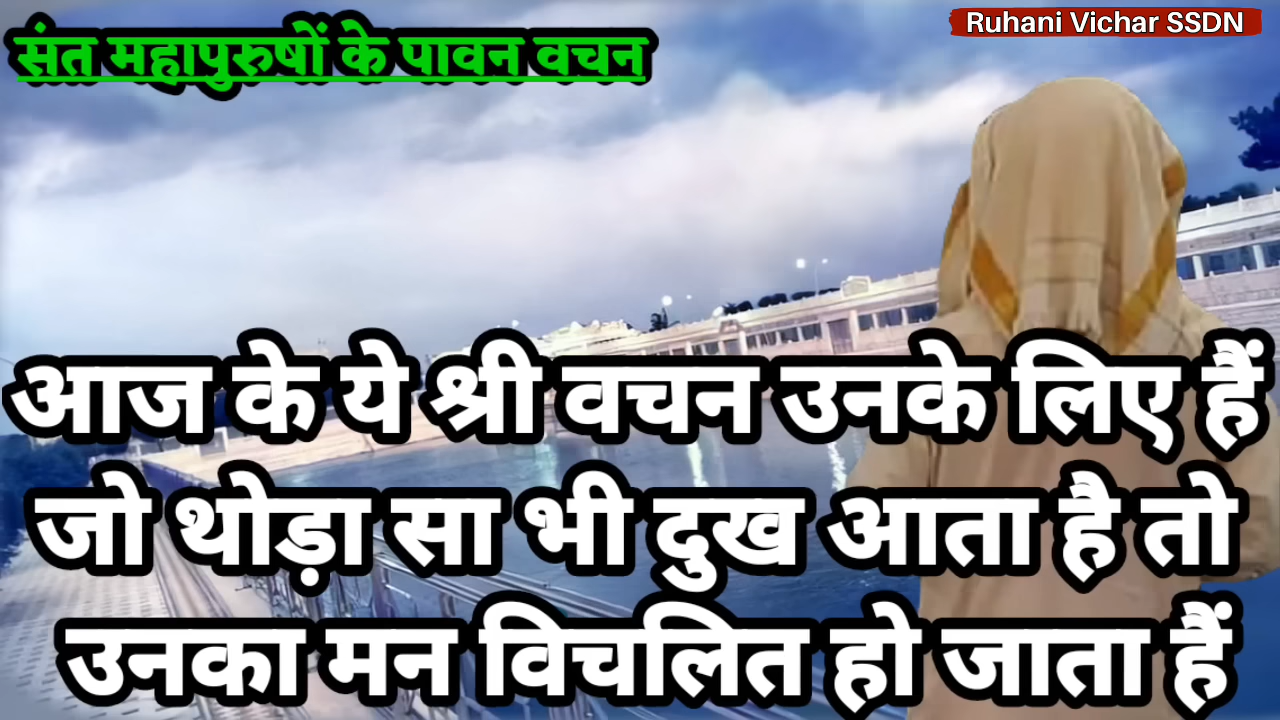 संत महापुरुषों के पावन वचन
Ruhani Vichar SSDN
आज के ये श्री वचन उनके लिए हैं
जो थोड़ा सा भी दुख आता है तो
उनका मन विचलित हो जाता हैं